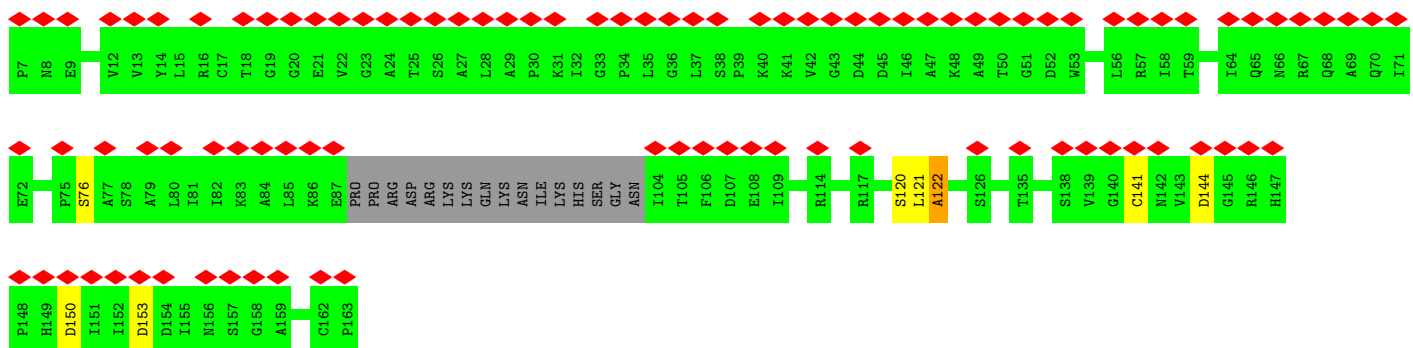 P7 N8 E9 V12 V13 Y14 L15 R16 C17 T18 G19 G20 E21 V22 G23 A24 T25 S26 A27 L28 A29 P30 K31 I32 G33 P34 L35 G36 L37 S38 P39 K40 K41 V42 G43 D44 D45 I46 A47 K48 A49 T50 G51 D52 W53 L56 R57 I58 T59 I64 Q65 N66 R67 Q68 A69 Q70 I71
E72 P75 S76 A77 S78 A79 L80 I81 I82 K83 A84 L85 K86 E87 PRO PRO ARG ASP ARG LYS LYS GLN LYS ASN ILE LYS HIS SER GLY ASN I104 T105 F106 D107 E108 I109 R114 R117 S120 L121 A122 S126 T135 S138 V139 G140 C141 N142 V143 D144 G145 R146 H147
P148 H149 D150 I151 I152 D153 D154 I155 N156 S157 G158 A159 C162 P163